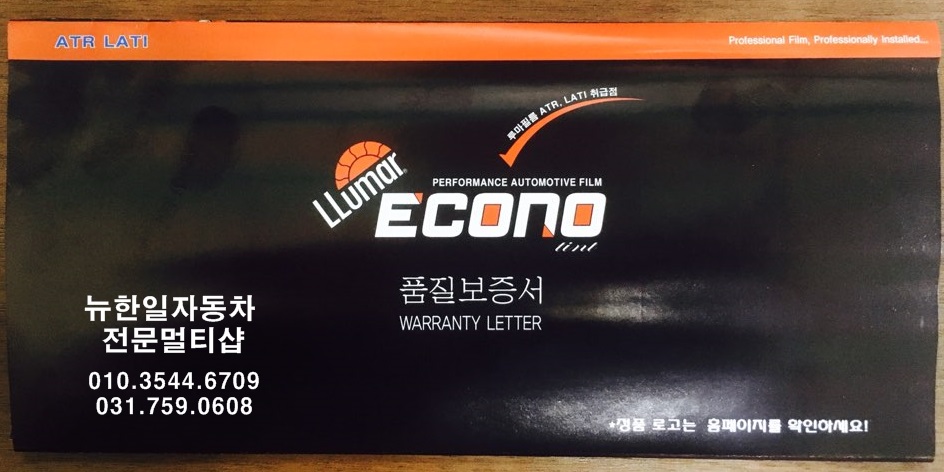 ATR LATI
Professional Film, Professionally Installed...
루마필름 ATR, LATI 취급점
LLumar
PERFORMANCE AUTOMOTIVE FILM
ECONO
tint
품질보증서
WARRANTY LETTER
뉴한일자동차
전문멀티샵
010.3544.6709
031.759.0608
*정품 로고는 홈페이지를 확인하세요!